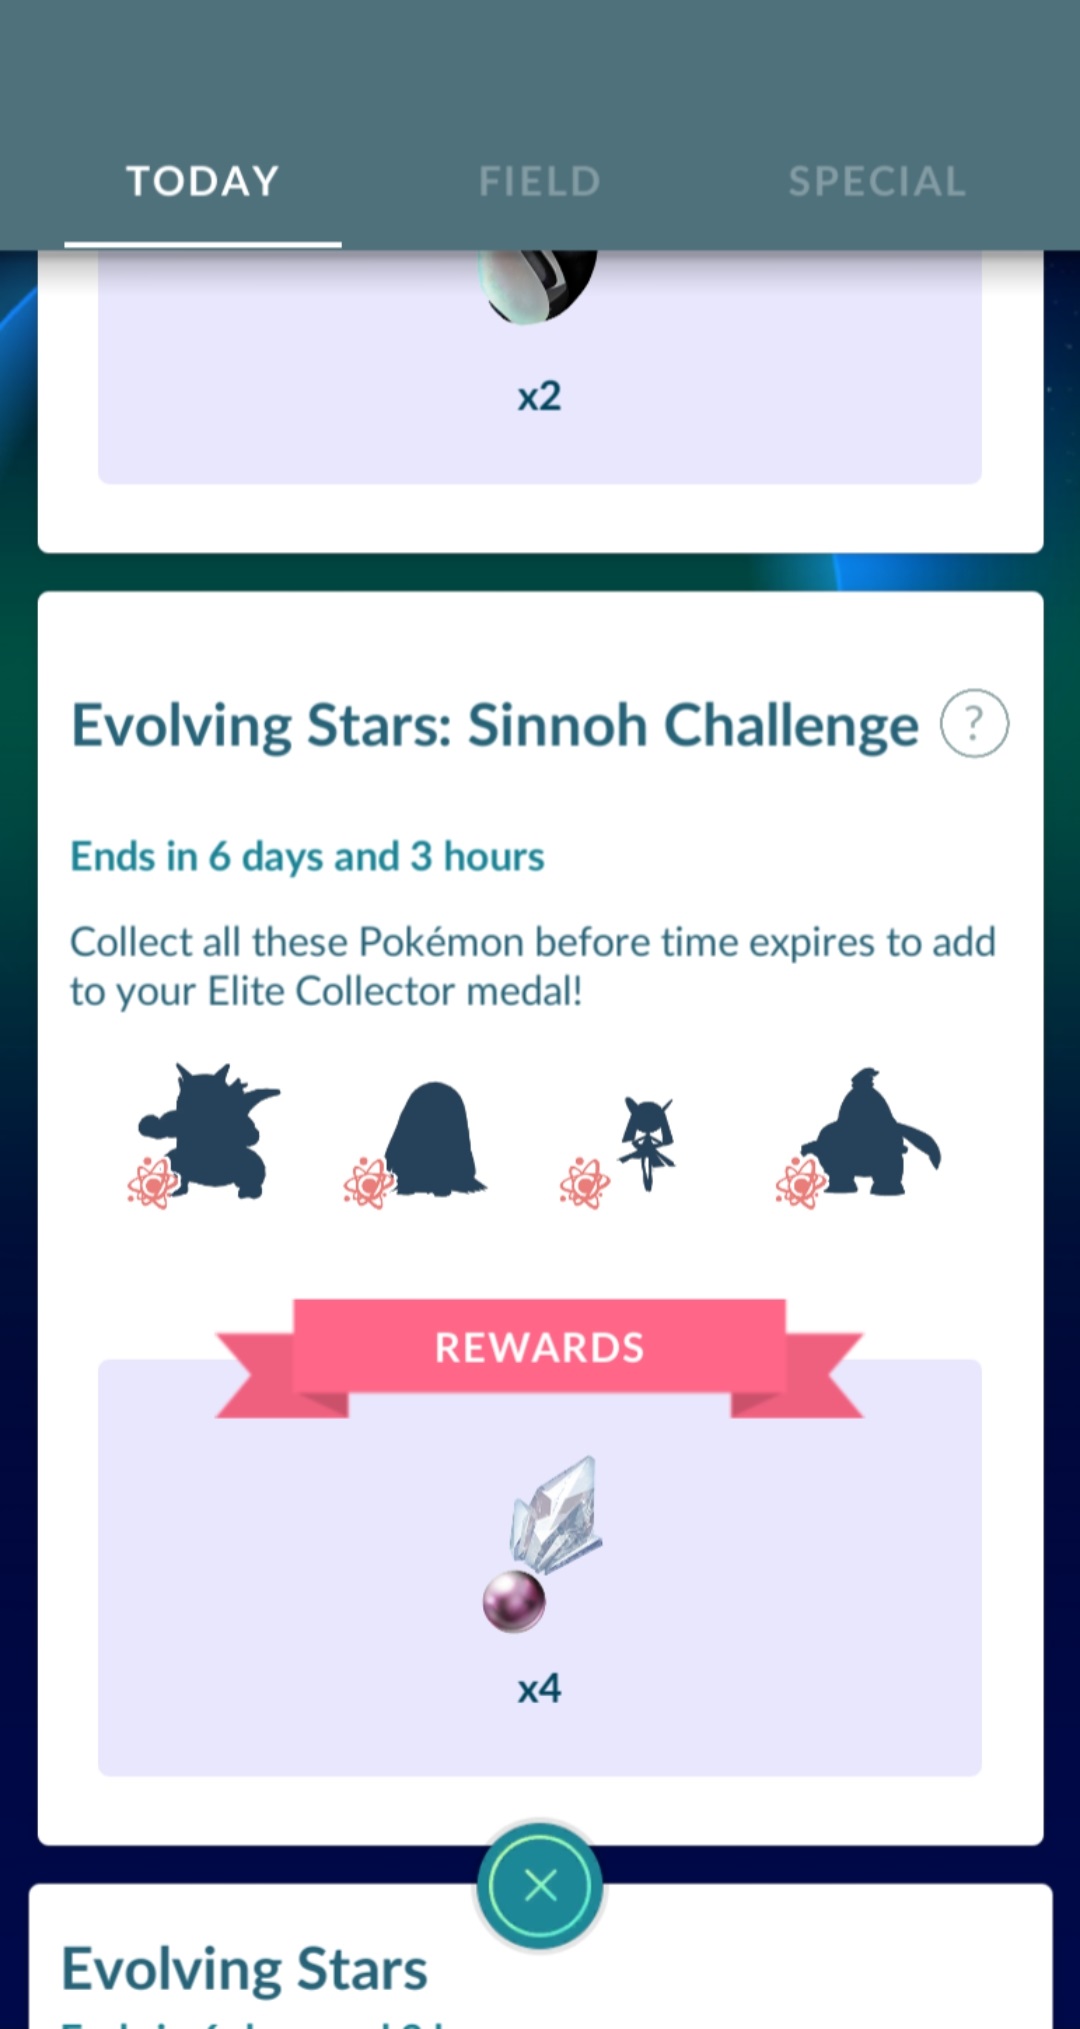 TODAY FIELD SPECIAL
x2
Evolving Stars: Sinnoh Challenge ?
Ends in 6 days and 3 hours
Collect all these Pokémon before time expires to add
to your Elite Collector medal!
REWARDS
x4
Evolving Stars